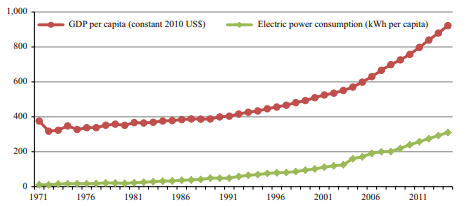 1,000
GDP per capita (constant 2010 US$)
Electric power consumption (kWh per capita)
800
600
400
200
0
1971 1976 1981 1986 1991 1996 2001 2006 2011